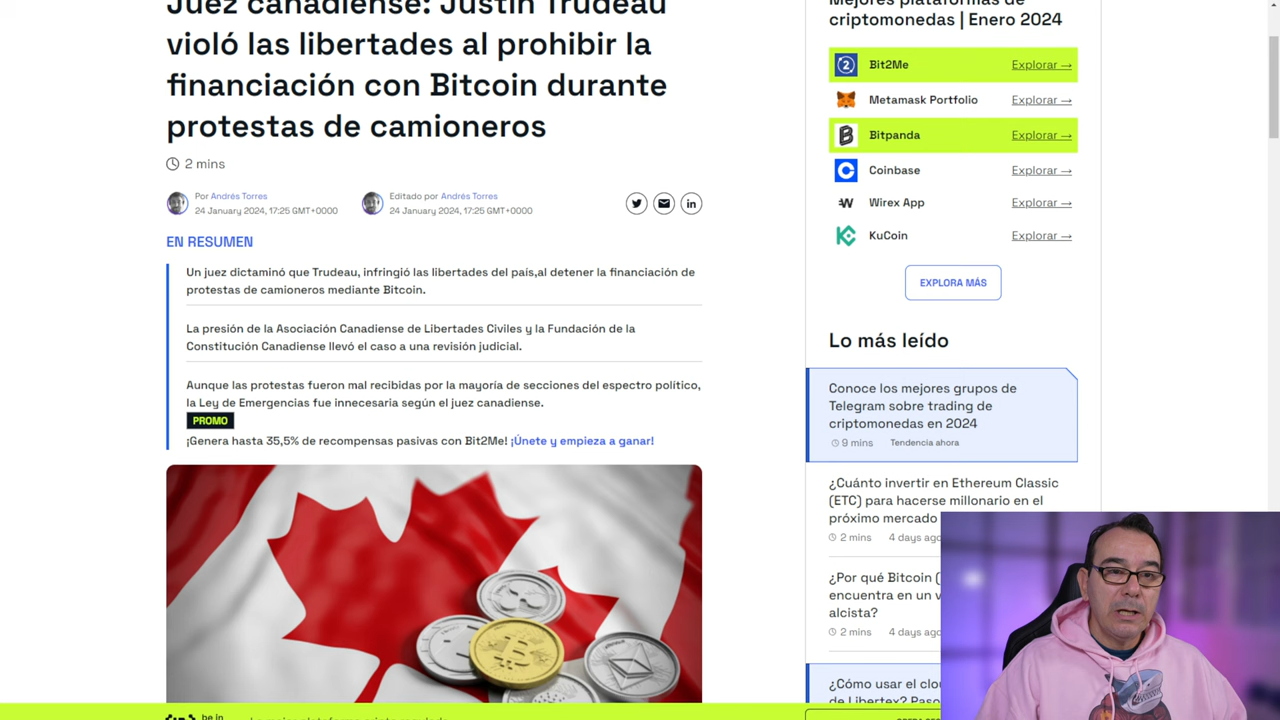 Juez canadiense: Justin Trudeau
violó las libertades al prohibir la
financiación con Bitcoin durante
protestas de camioneros
2 mins
Por Andrés Torres
24 January 2024, 17:25 GMT+0000
Editado por Andrés Torres
24 January 2024, 17:25 GMT+0000
EN RESUMEN
Un juez dictaminó que Trudeau, infringió las libertades del país,al detener la financiación de
protestas de camioneros mediante Bitcoin.
La presión de la Asociación Canadiense de Libertades Civiles y la Fundación de la
Constitución Canadiense llevó el caso a una revisión judicial.
Aunque las protestas fueron mal recibidas por la mayoría de secciones del espectro político,
la Ley de Emergencias fue innecesaria según el juez canadiense.
PROMO
¡Genera hasta 35,5% de recompensas pasivas con Bit2Me! ¡Únete y empieza a ganar!
Mejores plataformas de
criptomonedas | Enero 2024
Bit2Me Explorar →
Metamask Portfolio Explorar →
Bitpanda Explorar →
Coinbase Explorar →
Wirex App Explorar →
KuCoin Explorar →
EXPLORA MÁS
Lo más leído
Conoce los mejores grupos de
Telegram sobre trading de
criptomonedas en 2024
9 mins Tendencia ahora
¿Cuánto invertir en Ethereum Classic
(ETC) para hacerse millonario en el
próximo mercado
2 mins 4 days ago
¿Por qué Bitcoin (
encuentra en un
alcista?
2 mins 4 days ago
¿Cómo usar el
de Libertex?
be in